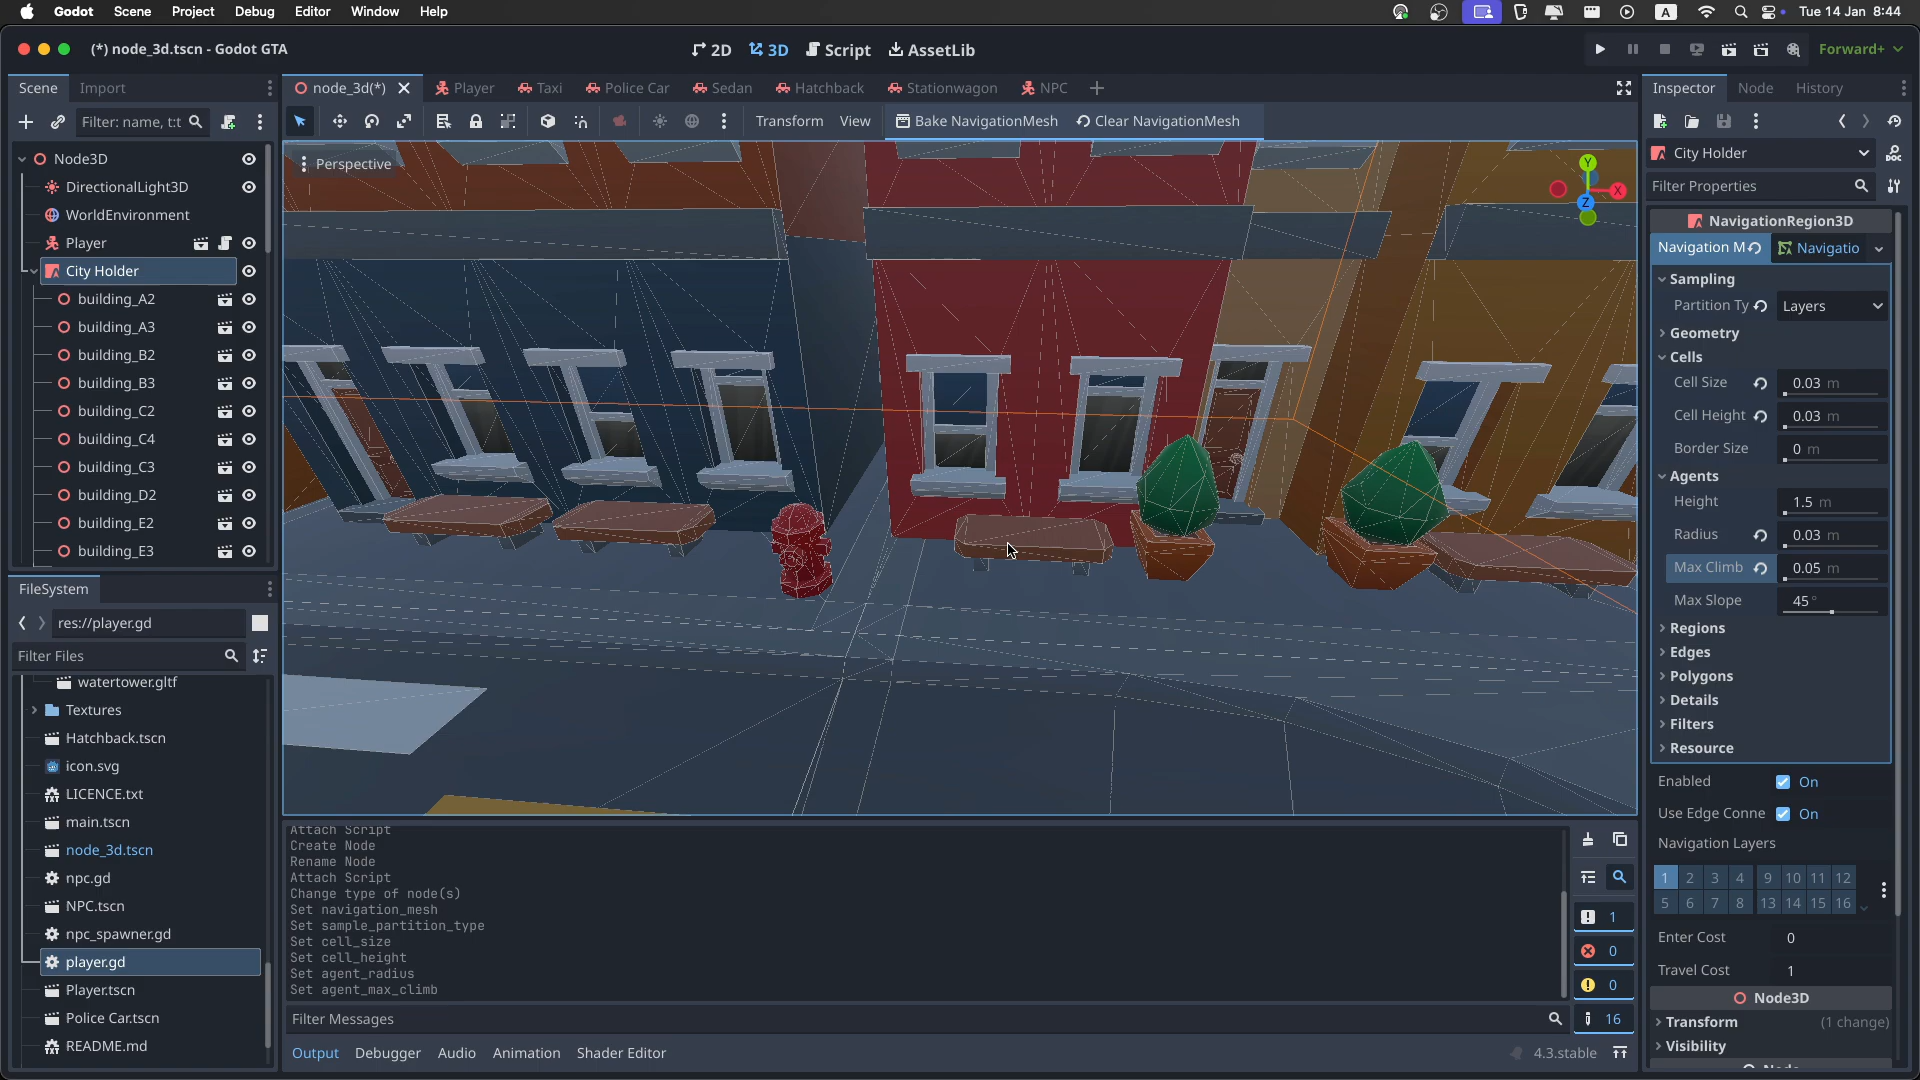 Godot Scene Project Debug Editor Window Help
A Tue 14 Jan 8:44
(*) node_3d.tscn - Godot GTA
2D 3D Script AssetLib
Forward+
Scene Import
node_3d(*) Player Taxi Police Car Sedan Hatchback Stationwagon NPC
Inspector Node History
Filter: name, t:t
Transform View Bake NavigationMesh Clear NavigationMesh
City Holder
Filter Properties
Perspective
Y
X
Z
Node3D
DirectionalLight3D
WorldEnvironment
Player
City Holder
building_A2
building_A3
building_B2
building_B3
building_C2
building_C4
building_C3
building_D2
building_E2
building_E3
NavigationRegion3D
Navigation M Navigatio
Sampling
Partition Ty Layers
Geometry
Cells
Cell Size 0.03 m
Cell Height 0.03 m
Border Size 0 m
Agents
Height 1.5 m
Radius 0.03 m
Max Climb 0.05 m
Max Slope 45 °
Regions
Edges
Polygons
Details
Filters
Resource
Enabled On
Use Edge Conne On
Navigation Layers
1 2 3 4 9 10 11 12
5 6 7 8 13 14 15 16
Enter Cost 0
Travel Cost 1
Node3D
Transform (1 change)
Visibility
FileSystem
res://player.gd
Filter Files
watertower.gltf
Textures
Hatchback.tscn
icon.svg
LICENCE.txt
main.tscn
node_3d.tscn
npc.gd
NPC.tscn
npc_spawner.gd
player.gd
Player.tscn
Police Car.tscn
README.md
Attach Script
Create Node
Rename Node
Attach Script
Change type of node(s)
Set navigation_mesh
Set sample_partition_type
Set cell_size
Set cell_height
Set agent_radius
Set agent_max_climb
1
0
0
16
Filter Messages
Output Debugger Audio Animation Shader Editor
4.3.stable